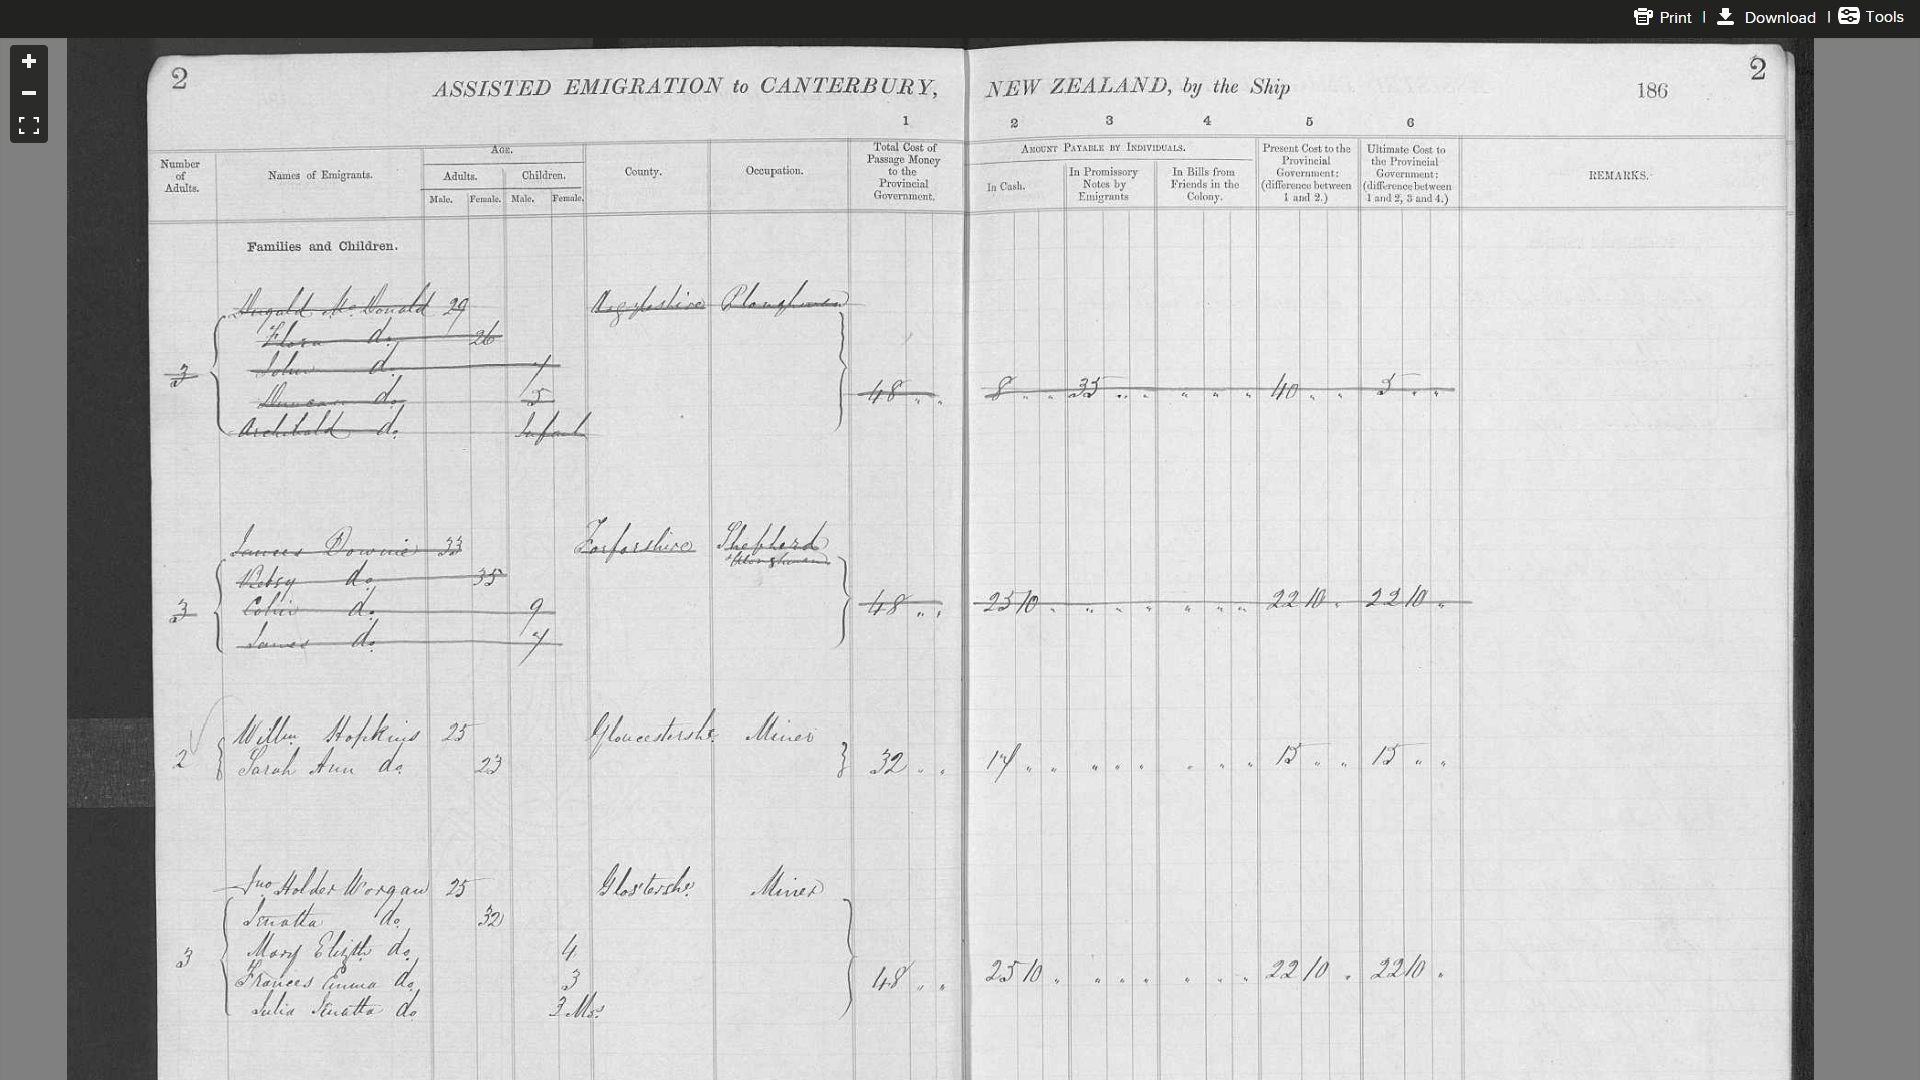 Print | Download | Tools
2 ASSISTED EMIGRATION to CANTERBURY, NEW ZEALAND, by the Ship 186 2
1 2 3 4 5 6
Number of Adults. Names of Emigrants. Age. Adults. Male. Female. Children. Male. Female. County. Occupation. Total Cost of Passage Money to the Provincial Government. Amount Payable by Individuals. In Cash. In Promissory Notes by Emigrants In Bills from Friends in the Colony. Present Cost to the Provincial Government: (difference between 1 and 2.) Ultimate Cost to the Provincial Government: (difference between 1 and 2, 3 and 4.) REMARKS.
Families and Children.
Dugald McDonald 29 Argyleshire Ploughman
Flora do. 26
John do. 7
3 48 " " 8 " " 35 " " " " " 40 " " 5 " "
Duncan do. 5
Archibald do. Infant
James Downie 33 Forfarshire Shepherd
Ploughman
Betsy do. 35
3 Colin do. 9 48 " " 25 10 " " " " " " " 22 10 " 22 10 "
James do. 7
Willm. Hopkins 25 Gloucestershe. Miner
2 Sarah Ann do. 23 32 " " 17 " " " " " " " " 15 " " 15 " "
Jno Holder Worgan 25 Glostershe. Miner
do. 32
3 Mary Elizth do. 4
Frances Emma do. 3 48 " " 25 10 " " " " " " " 22 10 " 22 10 "
Julia do. 3 Mos.